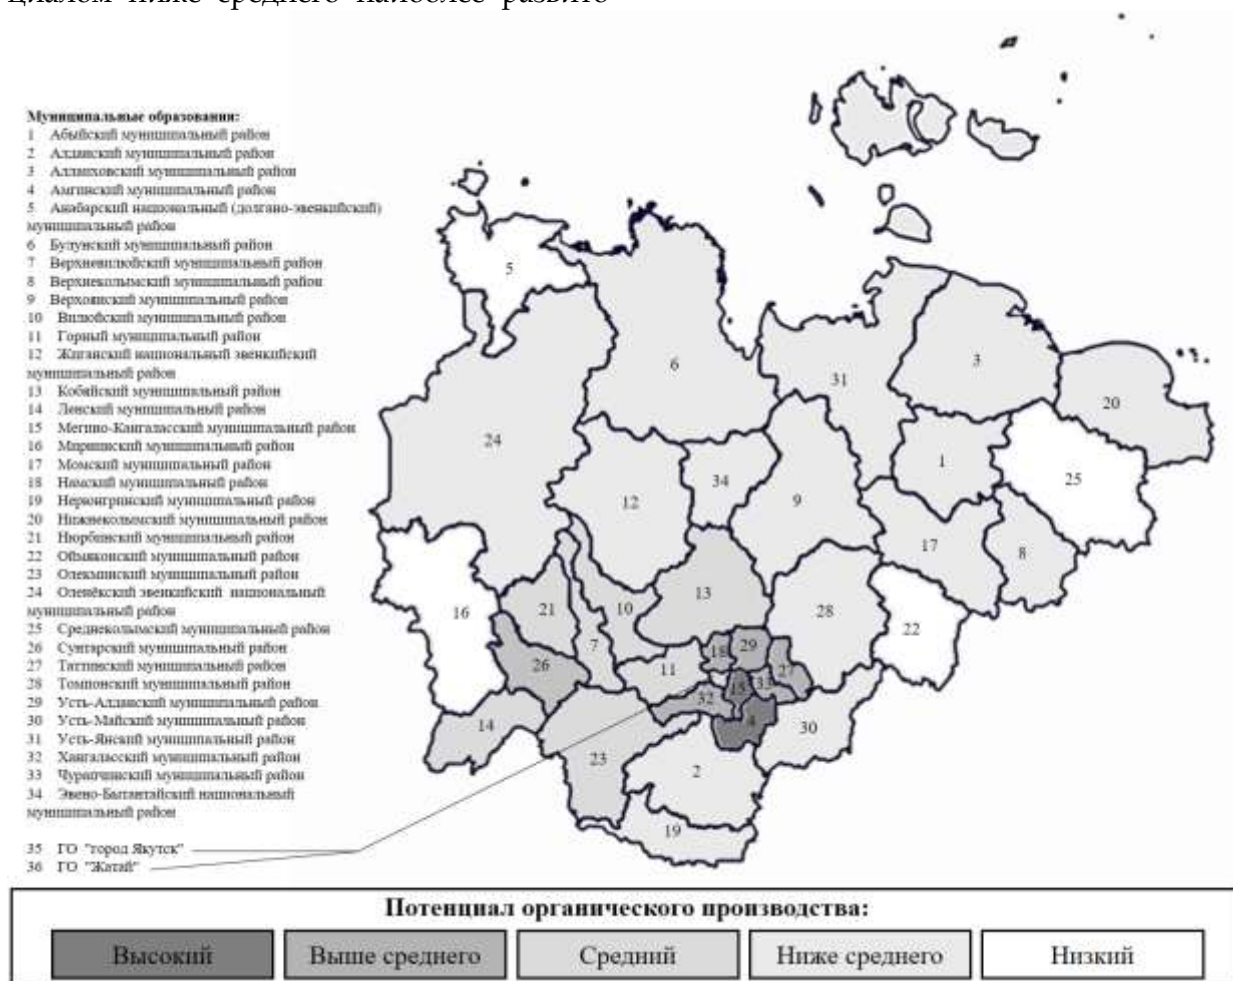 циалом ниже среднего наиболее развито
Муниципальные образования:
1 Абыйский муниципальный район
2 Алданский муниципальный район
3 Аллаиховский муниципальный район
4 Амгинский муниципальный район
5 Анабарский национальный (долгано-эвенкийский)
муниципальный район
6 Булунский муниципальный район
7 Верхневилюйский муниципальный район
8 Верхнеколымский муниципальный район
9 Верхоянский муниципальный район
10 Вилюйский муниципальный район
11 Горный муниципальный район
12 Жиганский национальный эвенкийский
муниципальный район
13 Кобяйский муниципальный район
14 Ленский муниципальный район
15 Мегино-Кангаласский муниципальный район
16 Мирнинский муниципальный район
17 Момский муниципальный район
18 Намский муниципальный район
19 Нерюнгринский муниципальный район
20 Нижнеколымский муниципальный район
21 Нюрбинский муниципальный район
22 Оймяконский муниципальный район
23 Олекминский муниципальный район
24 Оленёкский эвенкийский национальный
муниципальный район
25 Среднеколымский муниципальный район
26 Сунтарский муниципальный район
27 Таттинский муниципальный район
28 Томпонский муниципальный район
29 Усть-Алданский муниципальный район
30 Усть-Майский муниципальный район
31 Усть-Янский муниципальный район
32 Хангаласский муниципальный район
33 Чурапчинский муниципальный район
34 Эвено-Бытантайский национальный
муниципальный район
35 ГО "город Якутск"
36 ГО "Жатай"
5
6
3
31
20
24
1
25
34
12
9
17
8
13
21
10
16
28
22
7
18
29
26
11
27
15
33
32
4
14
30
23
2
19
Потенциал органического производства:
Высокий
Выше среднего
Средний
Ниже среднего
Низкий